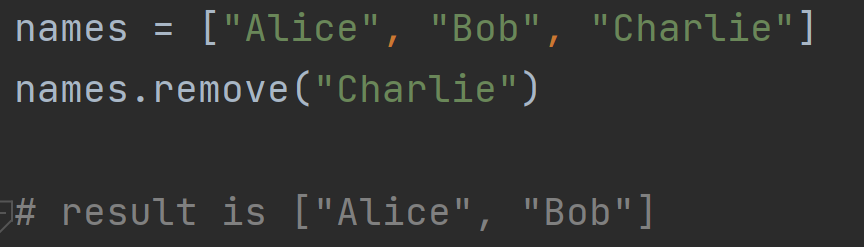 names = ["Alice", "Bob", "Charlie"]
names.remove("Charlie")
# result is ["Alice", "Bob"]